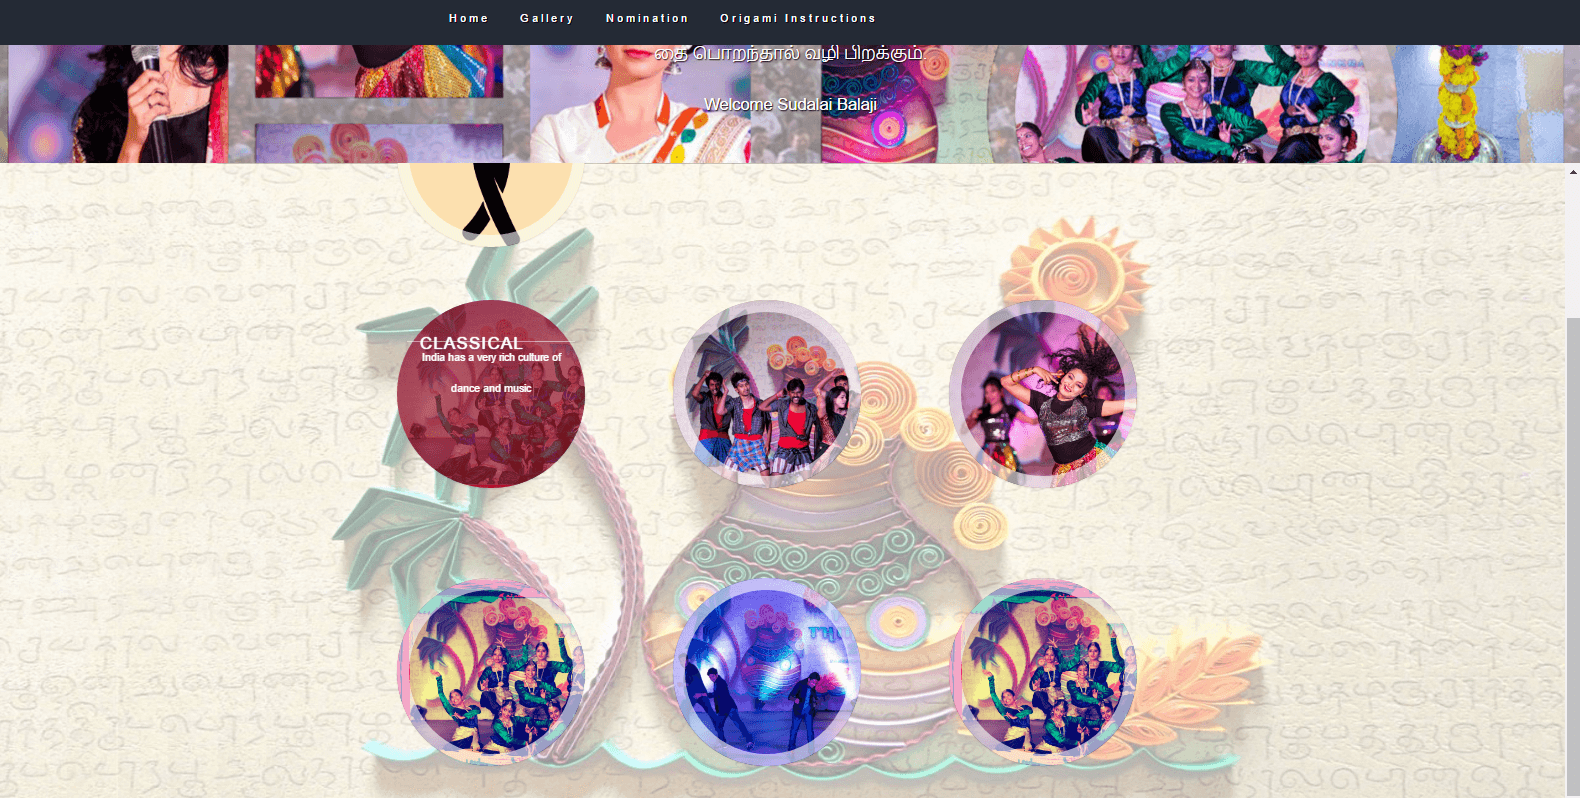 Home Gallery Nomination Origami Instructions
தை பொறந்தால் வழி பிறக்கும்
Welcome Sudalai Balaji
CLASSICAL
India has a very rich culture of
dance and music